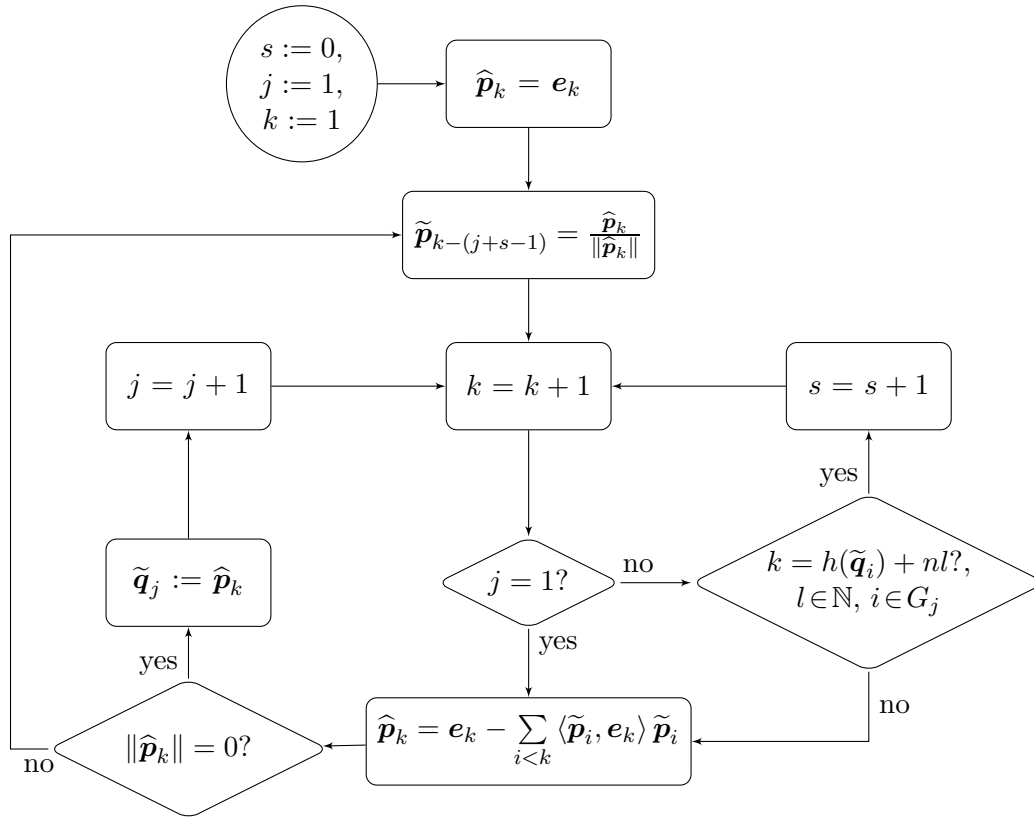 s := 0,
j := 1,
k := 1
p̂_k = e_k
p̃_{k−(j+s−1)} = p̂_k / ‖p̂_k‖
j = j + 1
k = k + 1
s = s + 1
yes
q̃_j := p̂_k
j = 1?
no
k = h(q̃_i) + nl?,
l ∈ ℕ, i ∈ G_j
yes
yes
no
‖p̂_k‖ = 0?
no
p̂_k = e_k − ∑_{i<k} ⟨p̃_i, e_k⟩ p̃_i